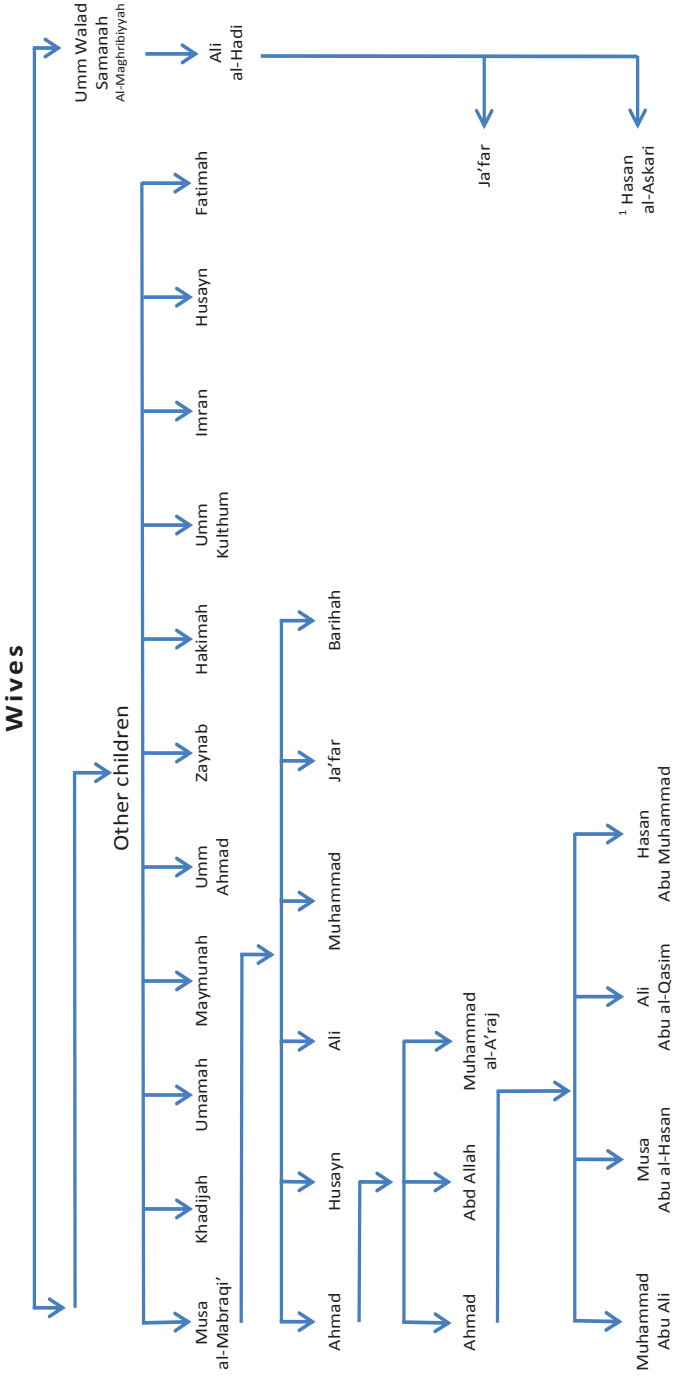 Wives
Umm Walad
Samanah
Al-Maghribiyyah
Other children
Ali
al-Hadi
Musa
al-Mabraqi’
Khadijah
Umamah
Maymunah
Umm
Ahmad
Zaynab
Hakimah
Umm
Kulthum
Imran
Husayn
Fatimah
Ahmad
Husayn
Ali
Muhammad
Ja’far
Barihah
Ja’far
Ahmad
Abd Allah
Muhammad
al-A’raj
Muhammad
Abu Ali
Musa
Abu al-Hasan
Ali
Abu al-Qasim
Hasan
Abu Muhammad
1 Hasan
al-Askari